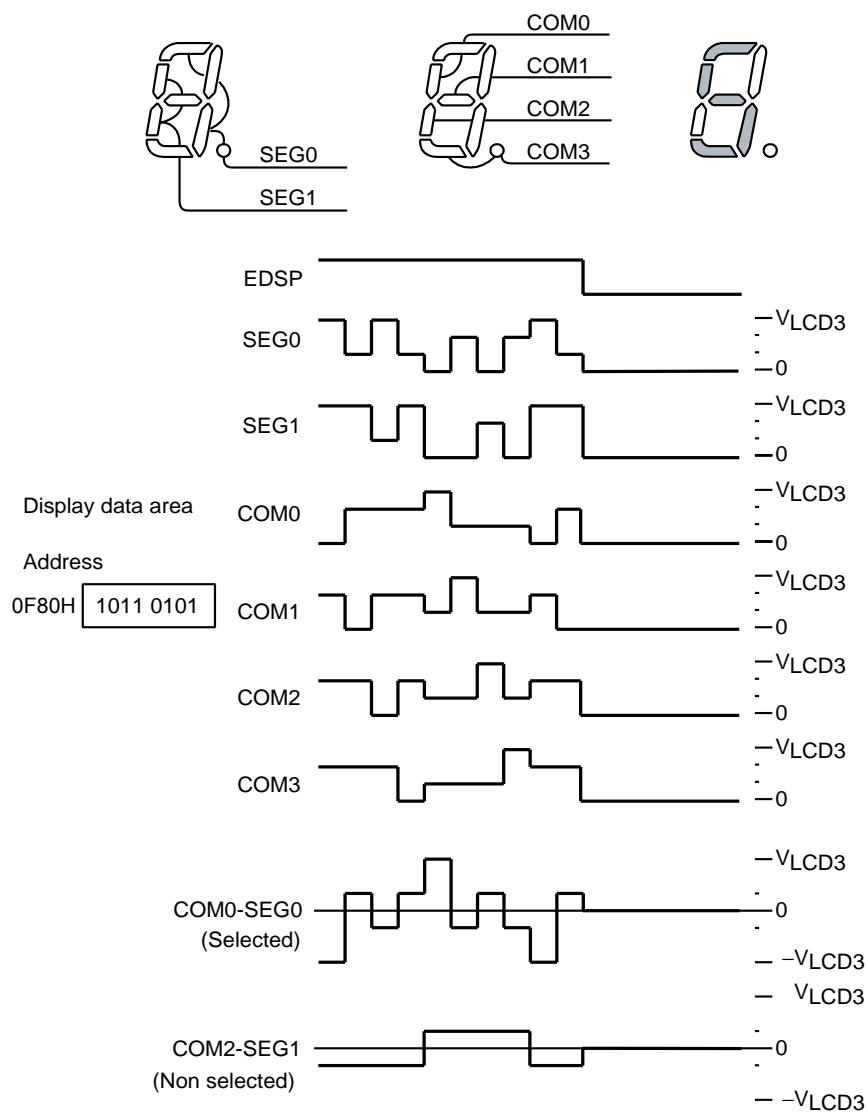 COM0
COM1
COM2
COM3
SEG0
SEG1
EDSP
SEG0
VLCD3
0
SEG1
VLCD3
0
Display data area
COM0
VLCD3
0
Address
0F80H 1011 0101
COM1
VLCD3
0
COM2
VLCD3
0
COM3
VLCD3
0
VLCD3
COM0-SEG0
0
(Selected)
−VLCD3
VLCD3
COM2-SEG1
0
(Non selected)
−VLCD3